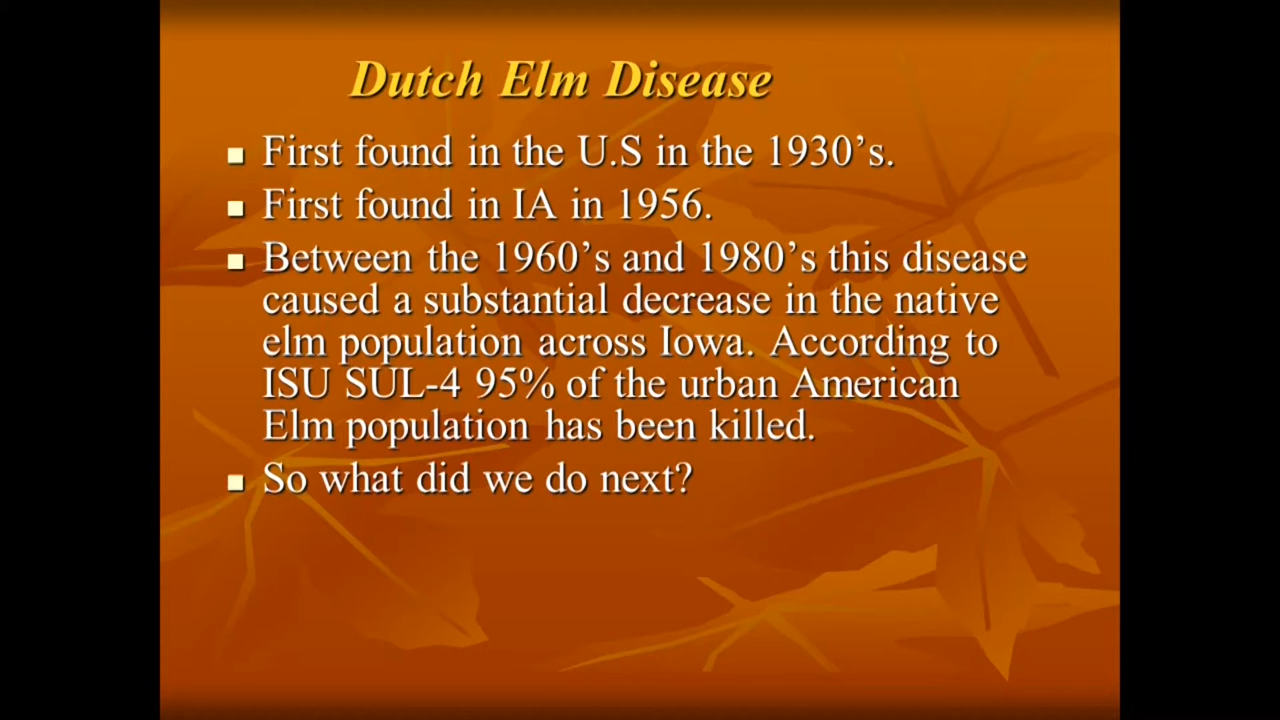 Dutch Elm Disease
First found in the U.S in the 1930's.
First found in IA in 1956.
Between the 1960's and 1980's this disease
caused a substantial decrease in the native
elm population across Iowa. According to
ISU SUL-4 95% of the urban American
Elm population has been killed.
So what did we do next?